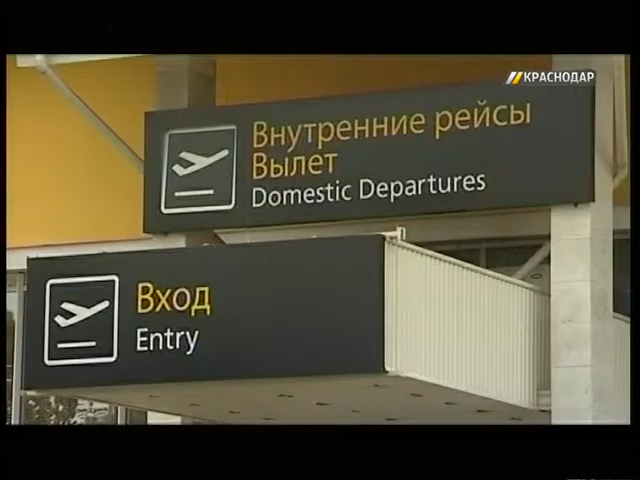 КРАСНОДАР
Внутренние рейсы
Вылет
Domestic Departures
Вход
Entry